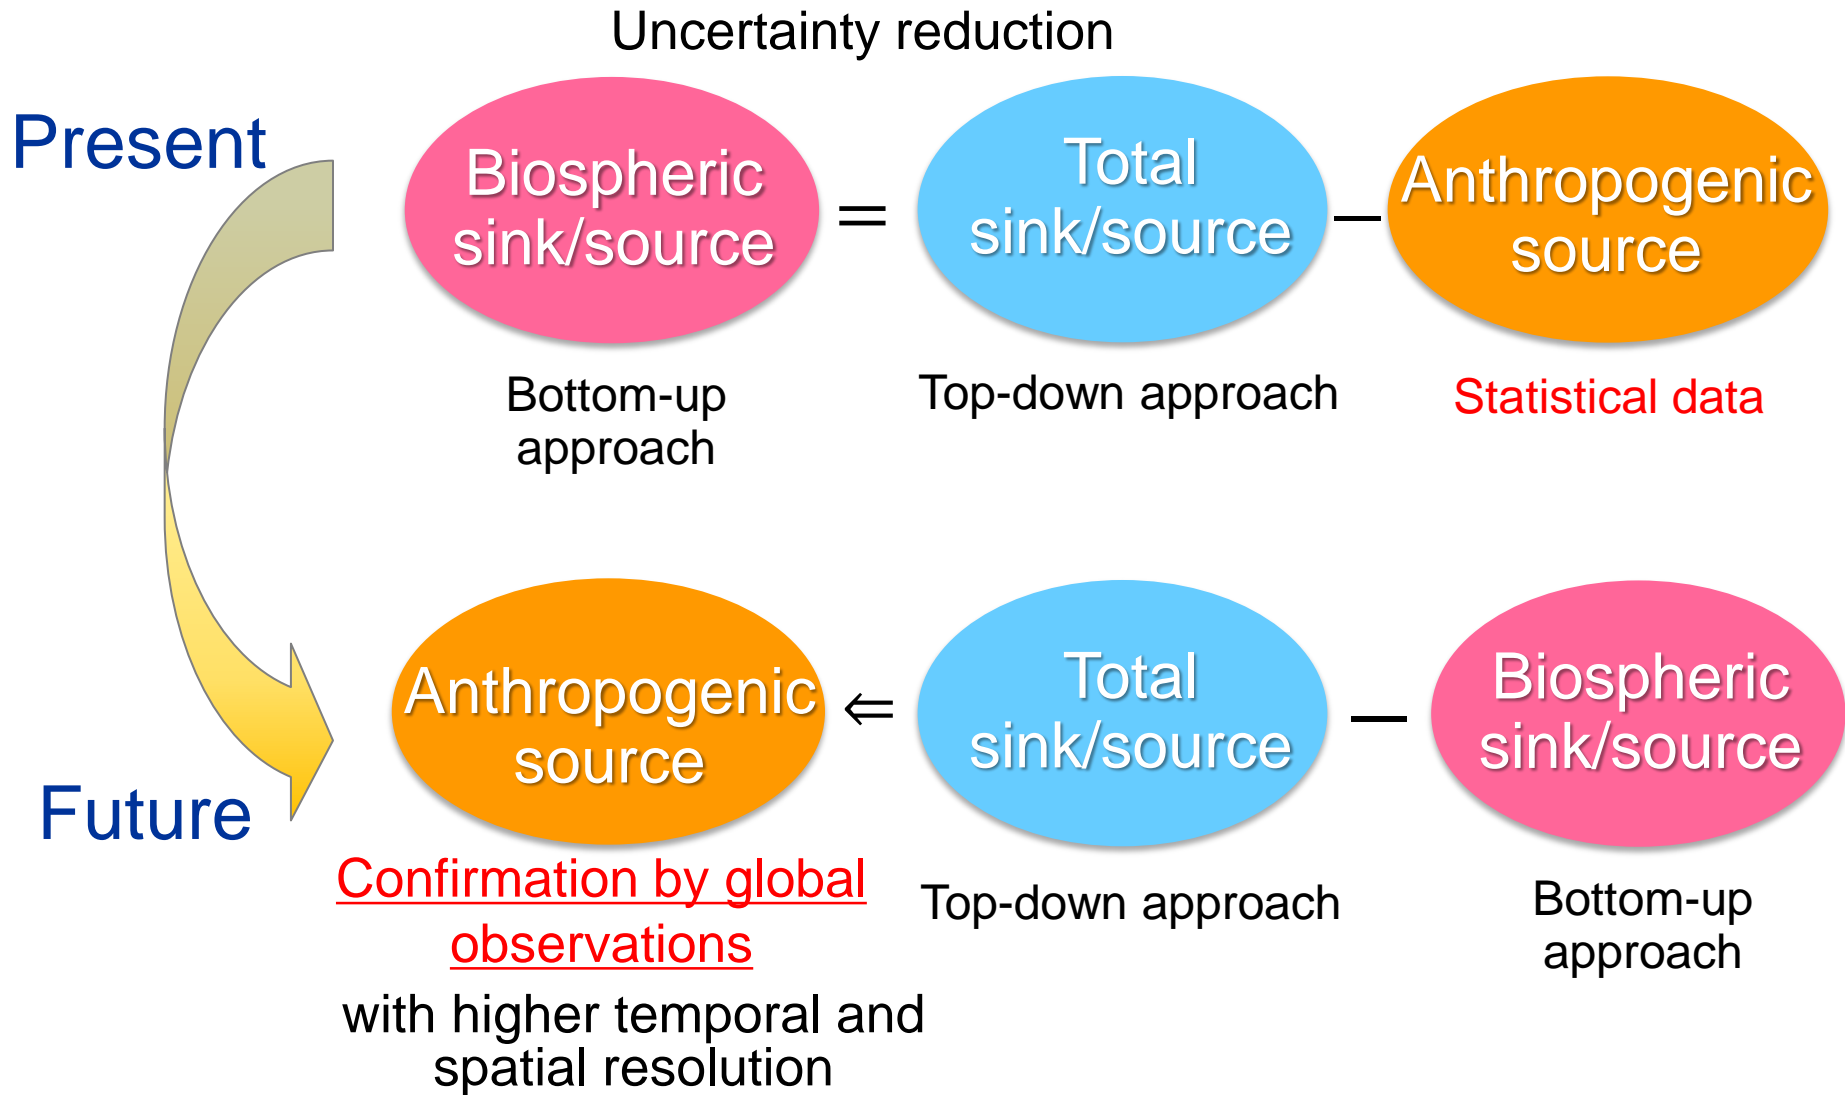 Uncertainty reduction
Present
Biospheric
sink/source
=
Total
sink/source
—
Anthropogenic
source
Bottom-up
approach
Top-down approach
Statistical data
Future
Anthropogenic
source
⇐
Total
sink/source
—
Biospheric
sink/source
Confirmation by global
observations
with higher temporal and
spatial resolution
Top-down approach
Bottom-up
approach